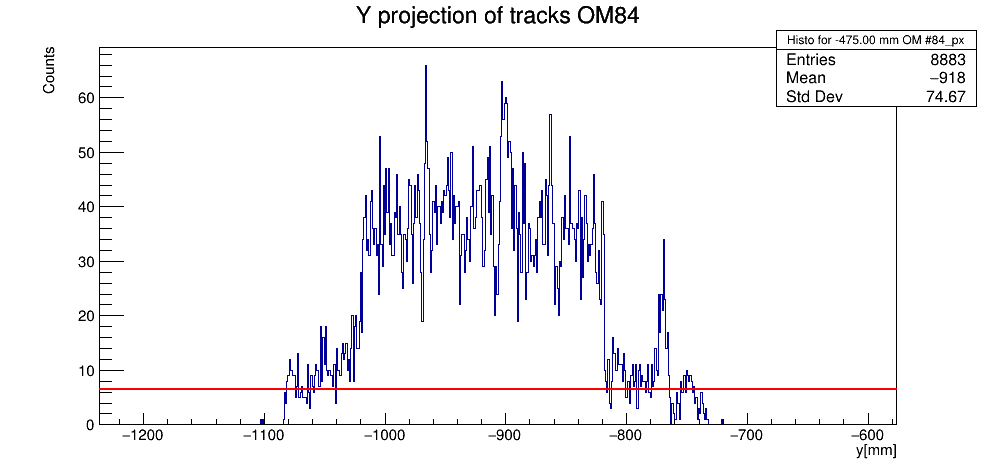 Y projection of tracks OM84
Histo for -475.00 mm OM #84_px
Entries 8883
Mean −918
Std Dev 74.67
Counts
60
50
40
30
20
10
0
−1200 −1100 −1000 −900 −800 −700 −600
y[mm]